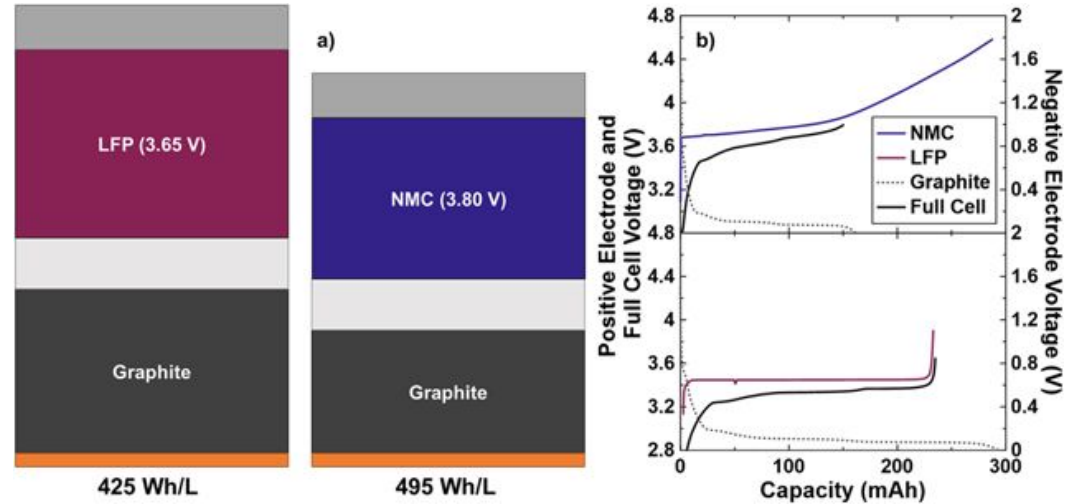 a)
LFP (3.65 V)
Graphite
425 Wh/L
NMC (3.80 V)
Graphite
495 Wh/L
b)
Positive Electrode and
Full Cell Voltage (V)
4.8
4.4
4
3.6
3.2
4.8
4.4
4
3.6
3.2
2.8
NMC
LFP
Graphite
Full Cell
2
1.6
1.2
0.8
0.4
2
1.6
1.2
0.8
0.4
0
Negative Electrode Voltage (V)
0 100 200 300
Capacity (mAh)